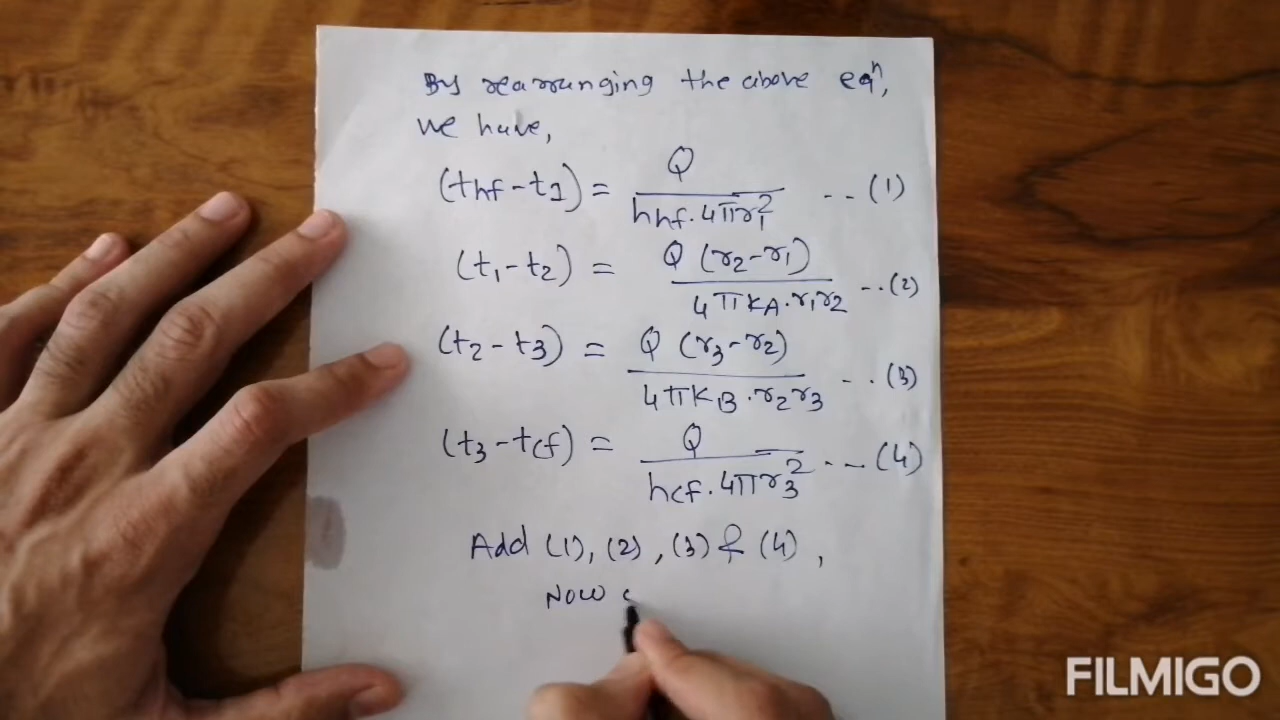 By rearranging the above eqⁿ,
we have,
(thf - t1) = Q / hhf · 4πr₁² -- (1)
(t₁ - t₂) = Q (r₂ - r₁) / 4πkA · r₁r₂ -·· (2)
(t₂ - t₃) = Q (r₃ - r₂) / 4πkB · r₂r₃ -·· (3)
(t₃ - tcf) = Q / hcf · 4πr₃² ·-- (4)
Add (1), (2), (3) & (4),
Now
FILMIGO